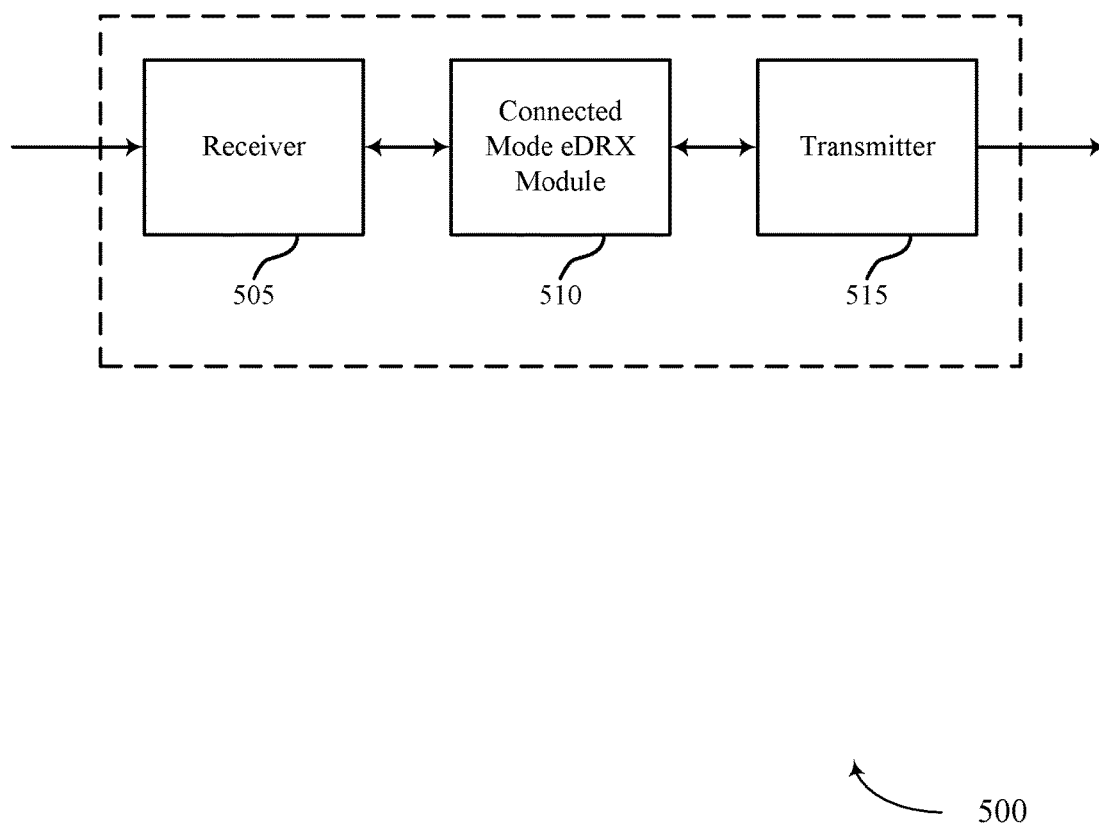 Receiver
Connected
Mode eDRX
Module
Transmitter
505
510
515
500